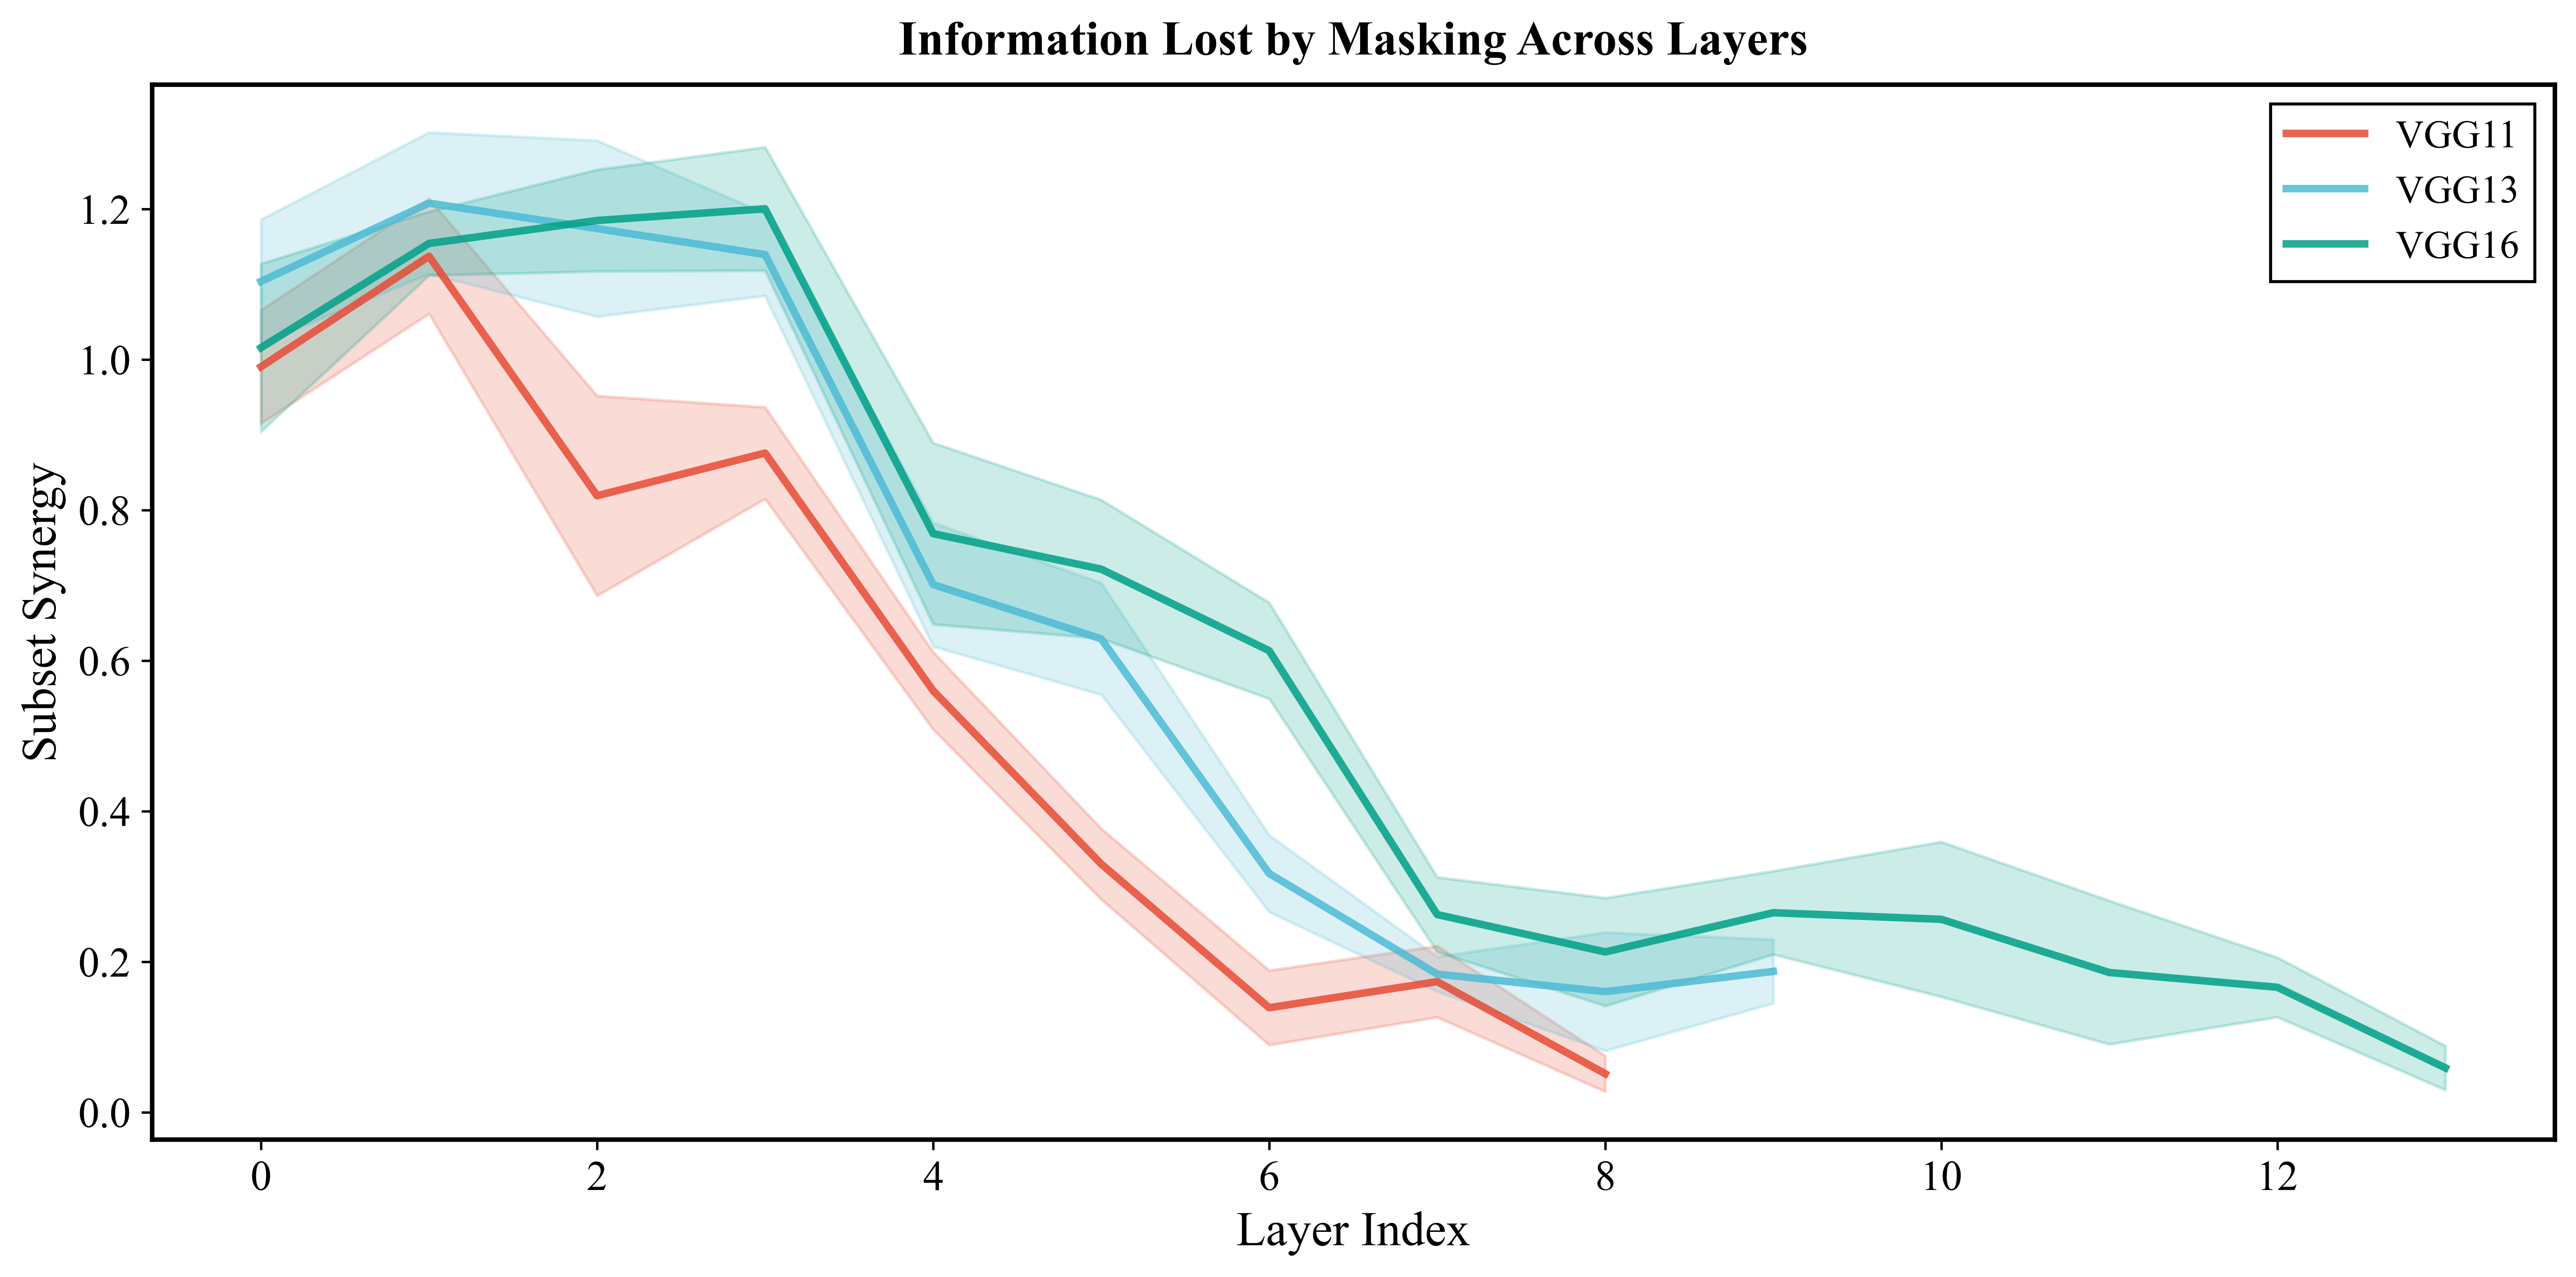 Information Lost by Masking Across Layers
VGG11
VGG13
VGG16
Subset Synergy
1.2
1.0
0.8
0.6
0.4
0.2
0.0
0 2 4 6 8 10 12
Layer Index